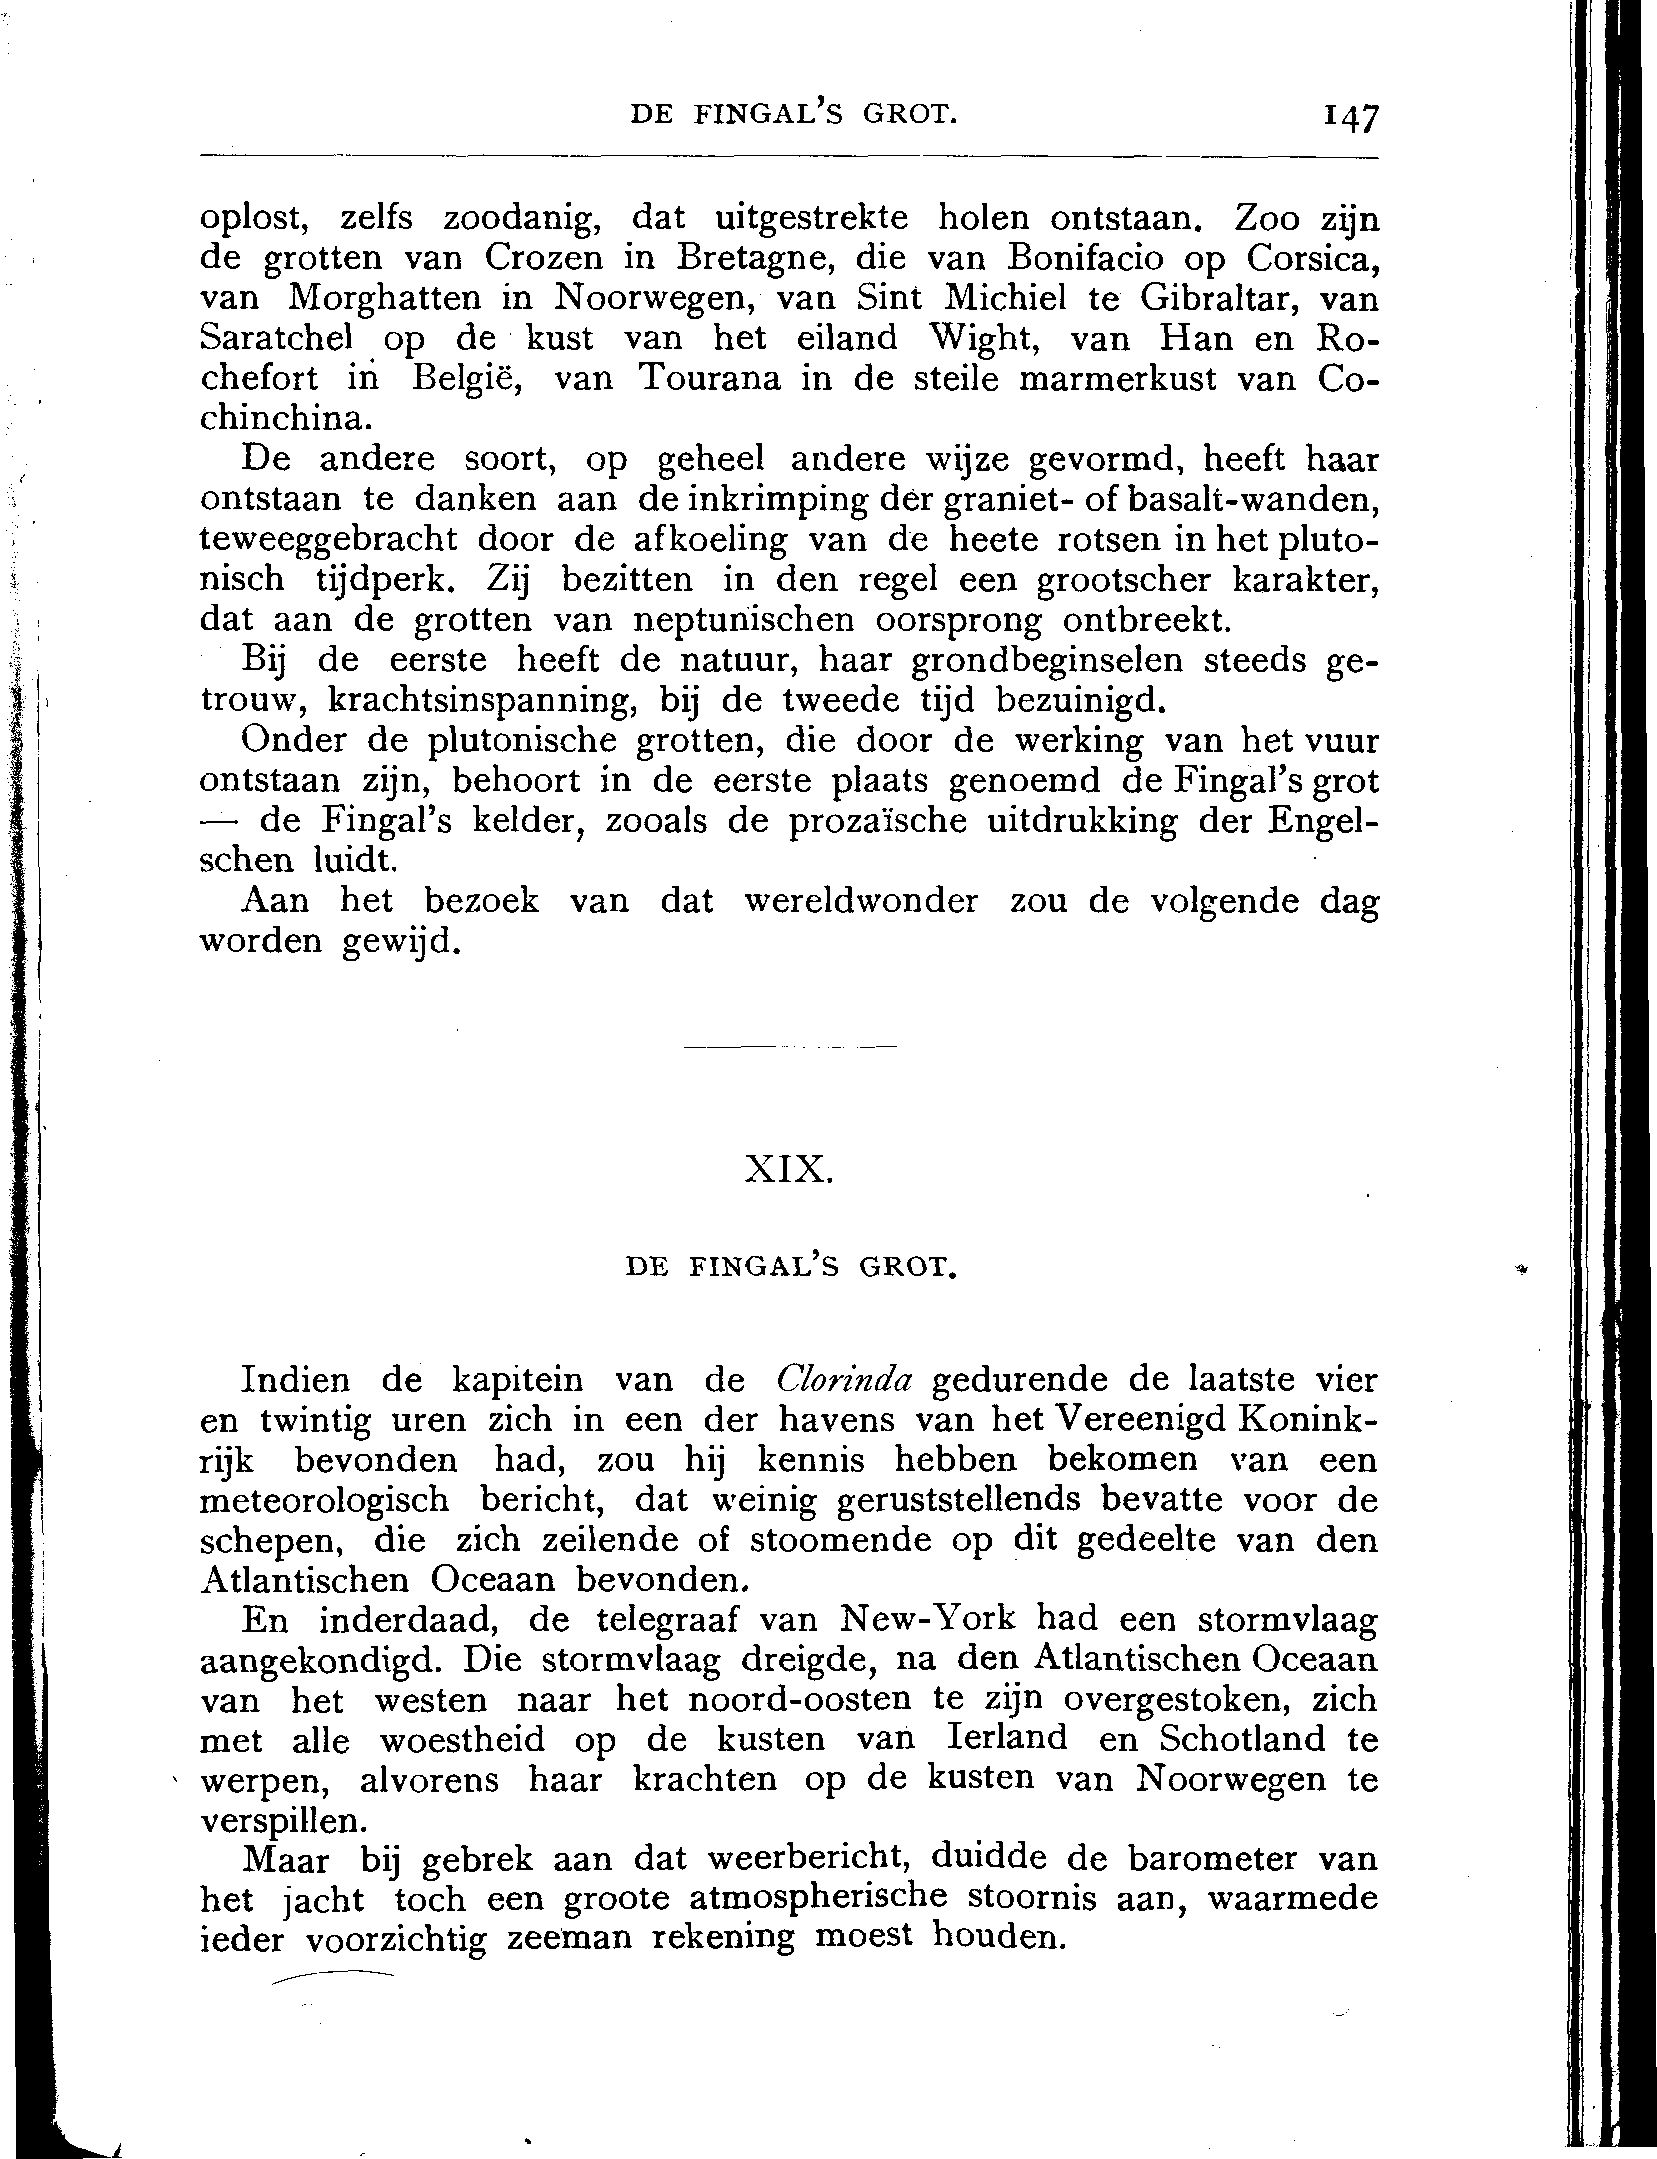 DE FINGAL'S GROT. 147
oplost, zelfs zoodanig, dat uitgestrekte holen ontstaan. Zoo zijn
de grotten van Crozen in Bretagne, die van Bonifacio op Corsica,
van Morghatten in Noorwegen, van Sint Michiel te Gibraltar, van
Saratchel op de kust van het eiland Wight, van Han en Ro-
chefort in België, van Tourana in de steile marmerkust van Co-
chinchina.
De andere soort, op geheel andere wijze gevormd, heeft haar
ontstaan te danken aan de inkrimping der graniet- of basalt-wanden,
teweeggebracht door de afkoeling van de heete rotsen in het pluto-
nisch tijdperk. Zij bezitten in den regel een grootscher karakter,
dat aan de grotten van neptunischen oorsprong ontbreekt.
Bij de eerste heeft de natuur, haar grondbeginselen steeds ge-
trouw, krachtsinspanning, bij de tweede tijd bezuinigd.
Onder de plutonische grotten, die door de werking van het vuur
ontstaan zijn, behoort in de eerste plaats genoemd de Fingal's grot
— de Fingal's kelder, zooals de prozaïsche uitdrukking der Engel-
schen luidt.
Aan het bezoek van dat wereldwonder zou de volgende dag
worden gewijd.
XIX.
DE FINGAL'S GROT.
Indien de kapitein van de Clorinda gedurende de laatste vier
en twintig uren zich in een der havens van het Vereenigd Konink-
rijk bevonden had, zou hij kennis hebben bekomen van een
meteorologisch bericht, dat weinig geruststellends bevatte voor de
schepen, die zich zeilende of stoomende op dit gedeelte van den
Atlantischen Oceaan bevonden.
En inderdaad, de telegraaf van New-York had een stormvlaag
aangekondigd. Die stormvlaag dreigde, na den Atlantischen Oceaan
van het westen naar het noord-oosten te zijn overgestoken, zich
met alle woestheid op de kusten van Ierland en Schotland te
werpen, alvorens haar krachten op de kusten van Noorwegen te
verspillen.
Maar bij gebrek aan dat weerbericht, duidde de barometer van
het jacht toch een groote atmospherische stoornis aan, waarmede
ieder voorzichtig zeeman rekening moest houden.